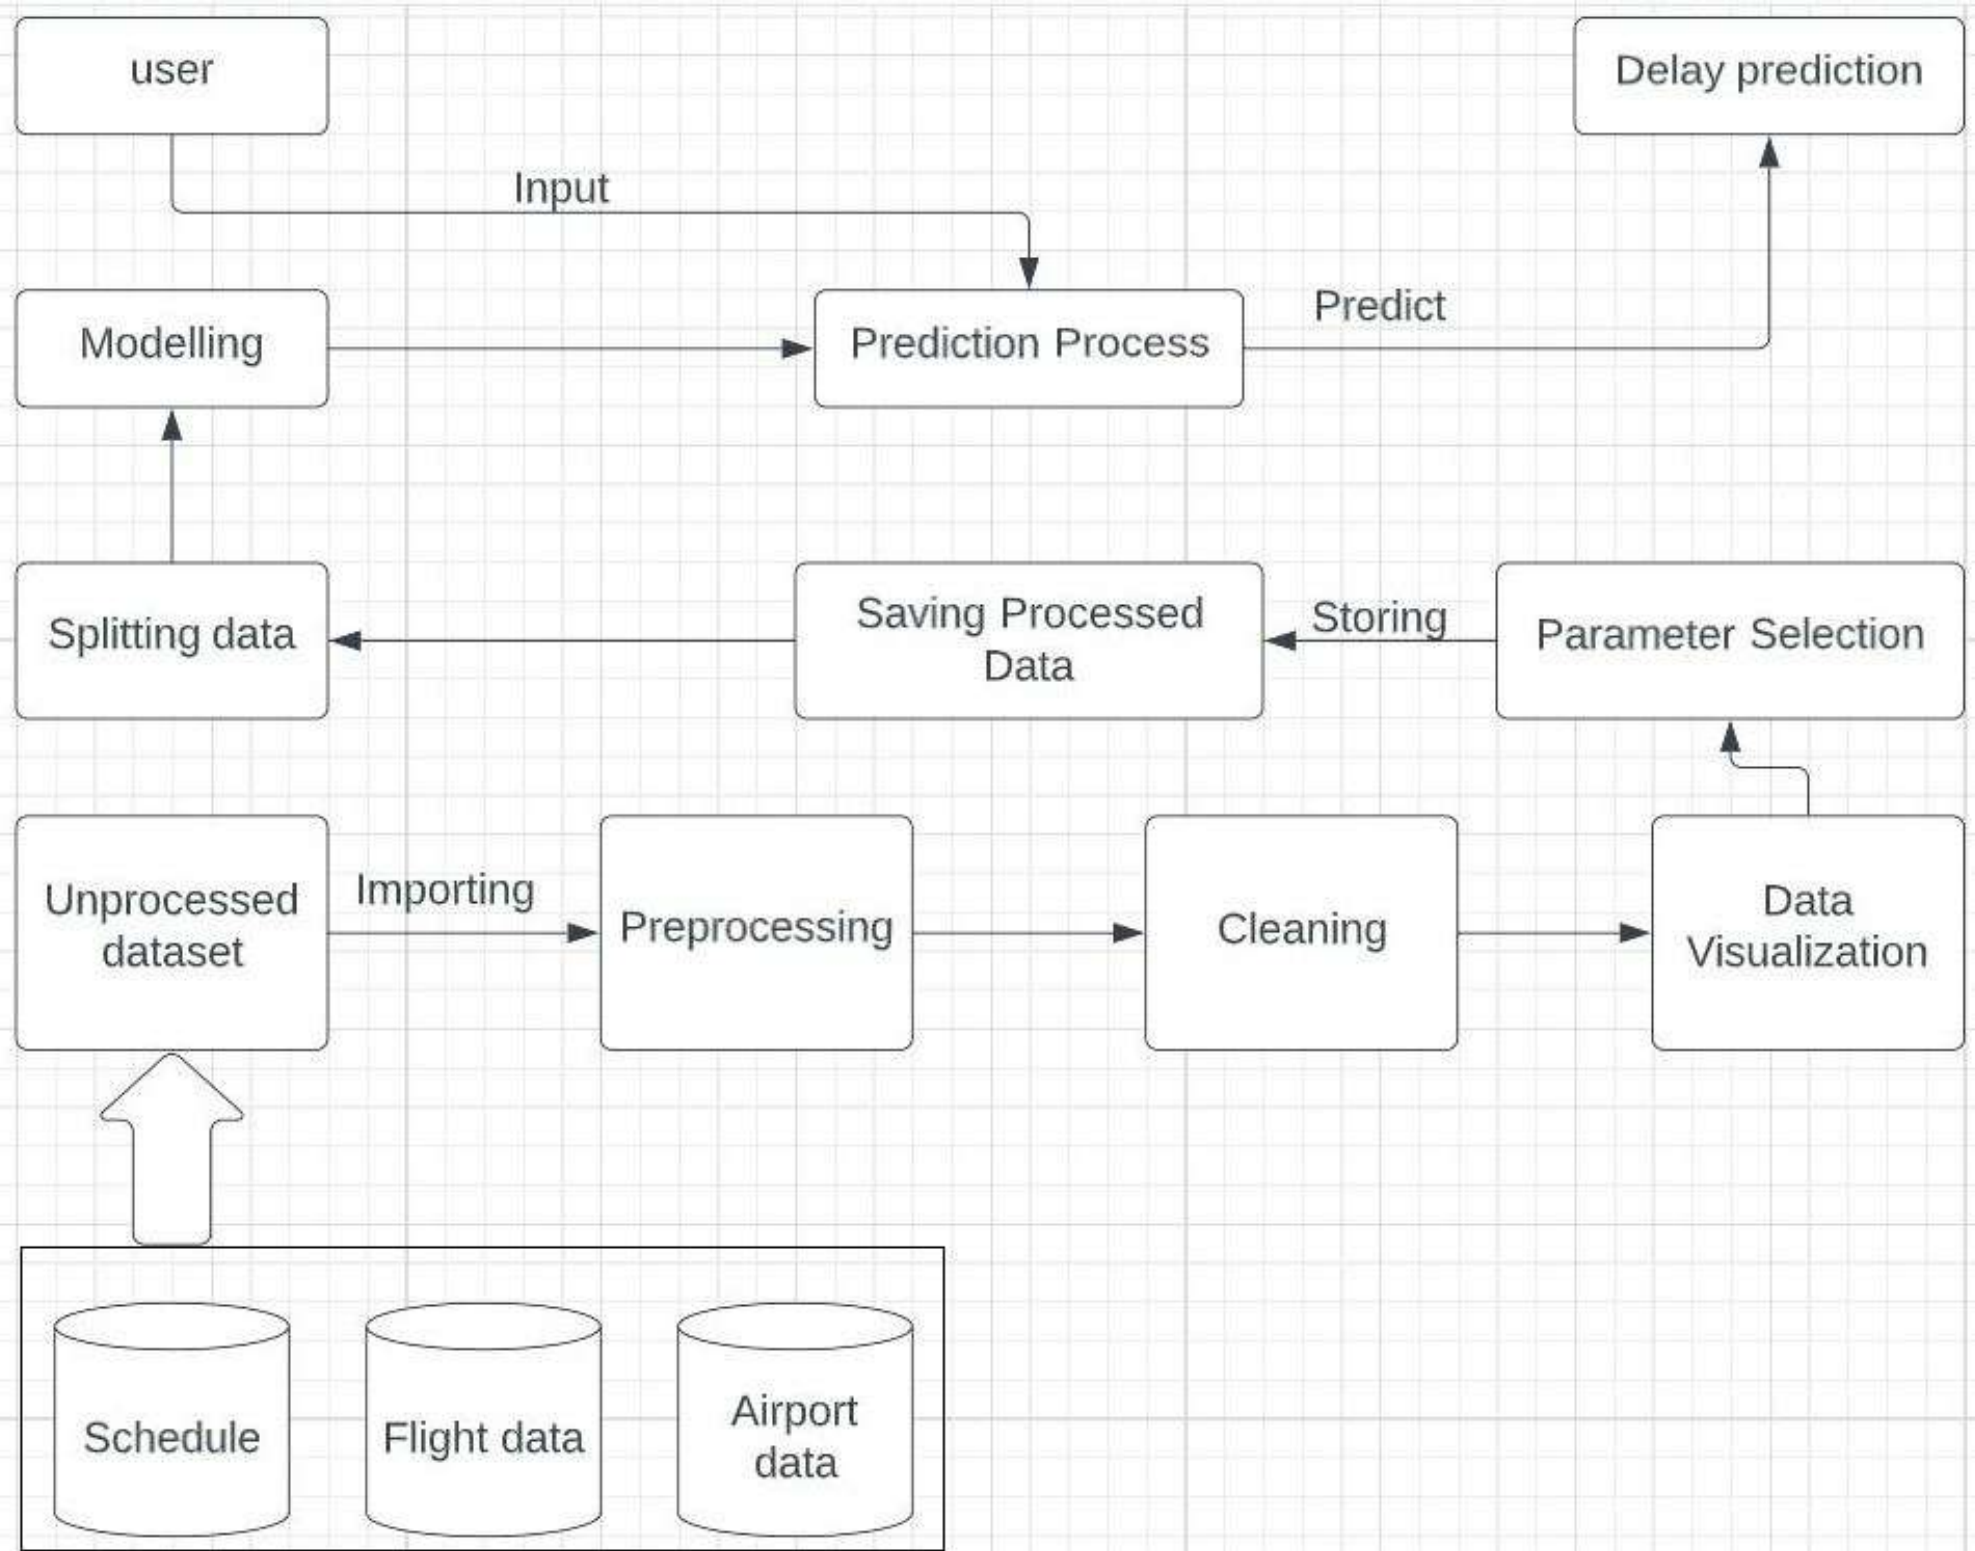 user
Delay prediction
Input
Modelling
Prediction Process
Predict
Splitting data
Saving Processed
Data
Storing
Parameter Selection
Unprocessed
dataset
Importing
Preprocessing
Cleaning
Data
Visualization
Schedule
Flight data
Airport
data